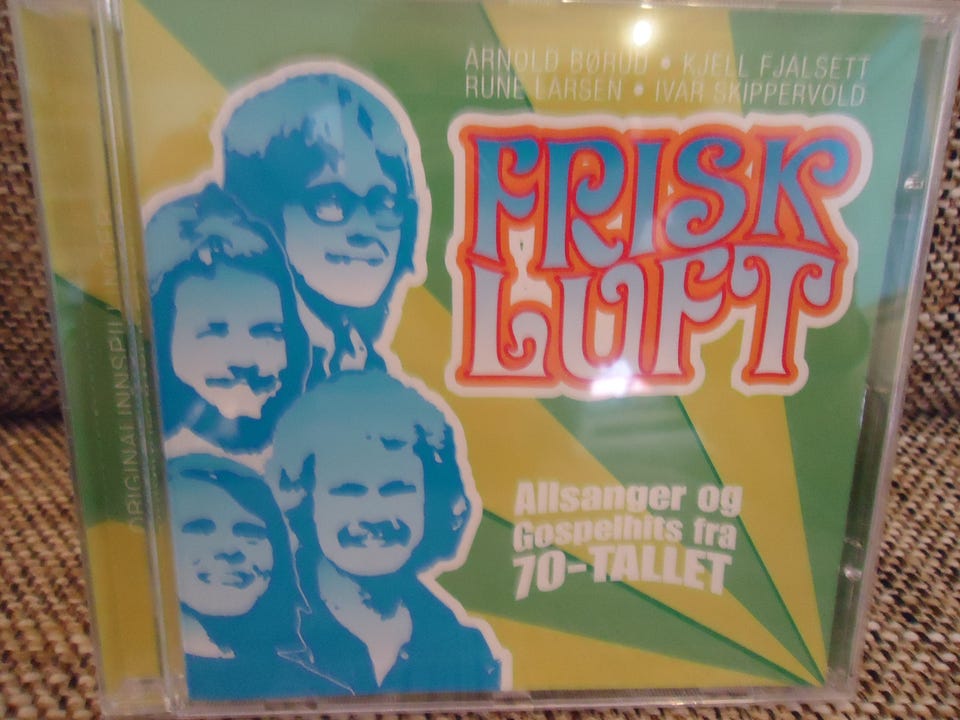 ARNOLD BØRUD • KJELL FJALSETT
RUNE LARSEN • IVAR SKIPPERVOLD
FRISK
LUFT
Allsanger og
Gospelhits fra
70-TALLET